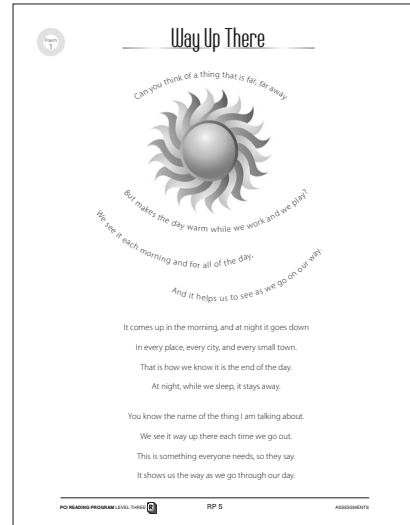 Poem
1
Way Up There
Can you think of a thing that is far, far away
But makes the day warm while we work and we play?
We see it each morning and for all of the day,
And it helps us to see as we go on our way.
It comes up in the morning, and at night it goes down
In every place, every city, and every small town.
That is how we know it is the end of the day.
At night, while we sleep, it stays away.
You know the name of the thing I am talking about.
We see it way up there each time we go out.
This is something everyone needs, so they say.
It shows us the way as we go through our day.
PCI READING PROGRAM LEVEL THREE R RP 5 ASSESSMENTS